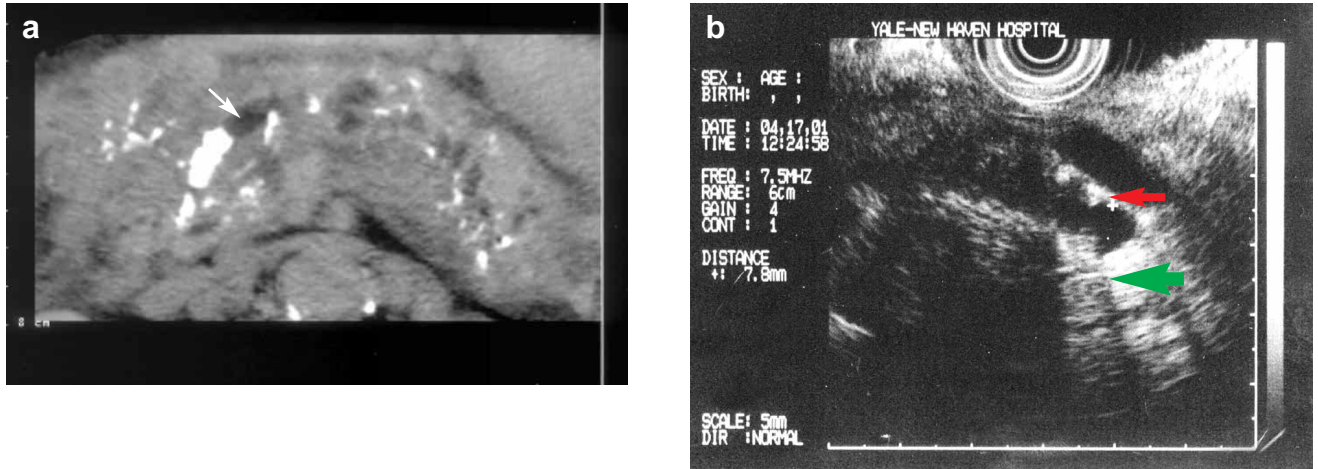 a
8 cm
b
YALE-NEW HAVEN HOSPITAL
SEX : AGE :
BIRTH: , ,
DATE : 04,17,01
TIME : 12:24:58
FREQ : 7.5MHZ
RANGE: 6cm
GAIN : 4
CONT : 1
DISTANCE
+: 7.8mm
SCALE: 5mm
DIR :NORMAL